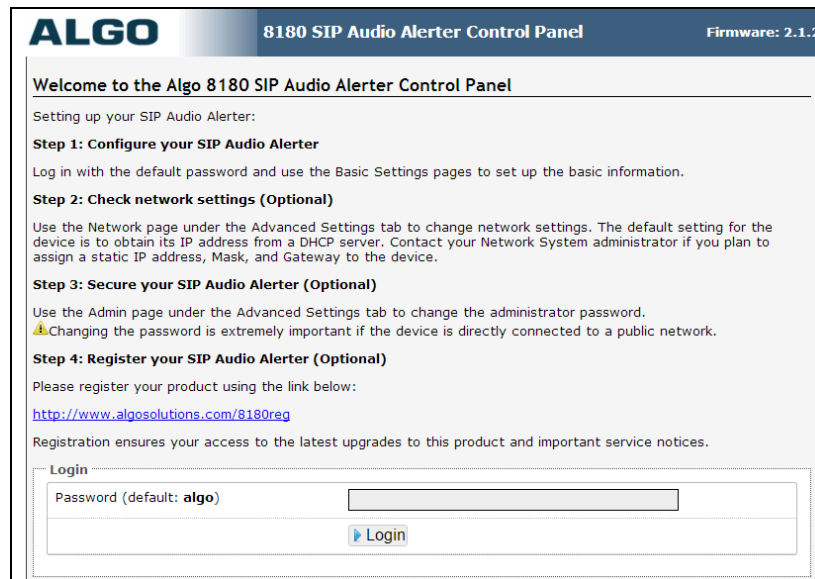 ALGO
8180 SIP Audio Alerter Control Panel
Firmware: 2.1.2
Welcome to the Algo 8180 SIP Audio Alerter Control Panel
Setting up your SIP Audio Alerter:
Step 1: Configure your SIP Audio Alerter
Log in with the default password and use the Basic Settings pages to set up the basic information.
Step 2: Check network settings (Optional)
Use the Network page under the Advanced Settings tab to change network settings. The default setting for the
device is to obtain its IP address from a DHCP server. Contact your Network System administrator if you plan to
assign a static IP address, Mask, and Gateway to the device.
Step 3: Secure your SIP Audio Alerter (Optional)
Use the Admin page under the Advanced Settings tab to change the administrator password.
Changing the password is extremely important if the device is directly connected to a public network.
Step 4: Register your SIP Audio Alerter (Optional)
Please register your product using the link below:
http://www.algosolutions.com/8180reg
Registration ensures your access to the latest upgrades to this product and important service notices.
Login
Password (default: algo)
Login